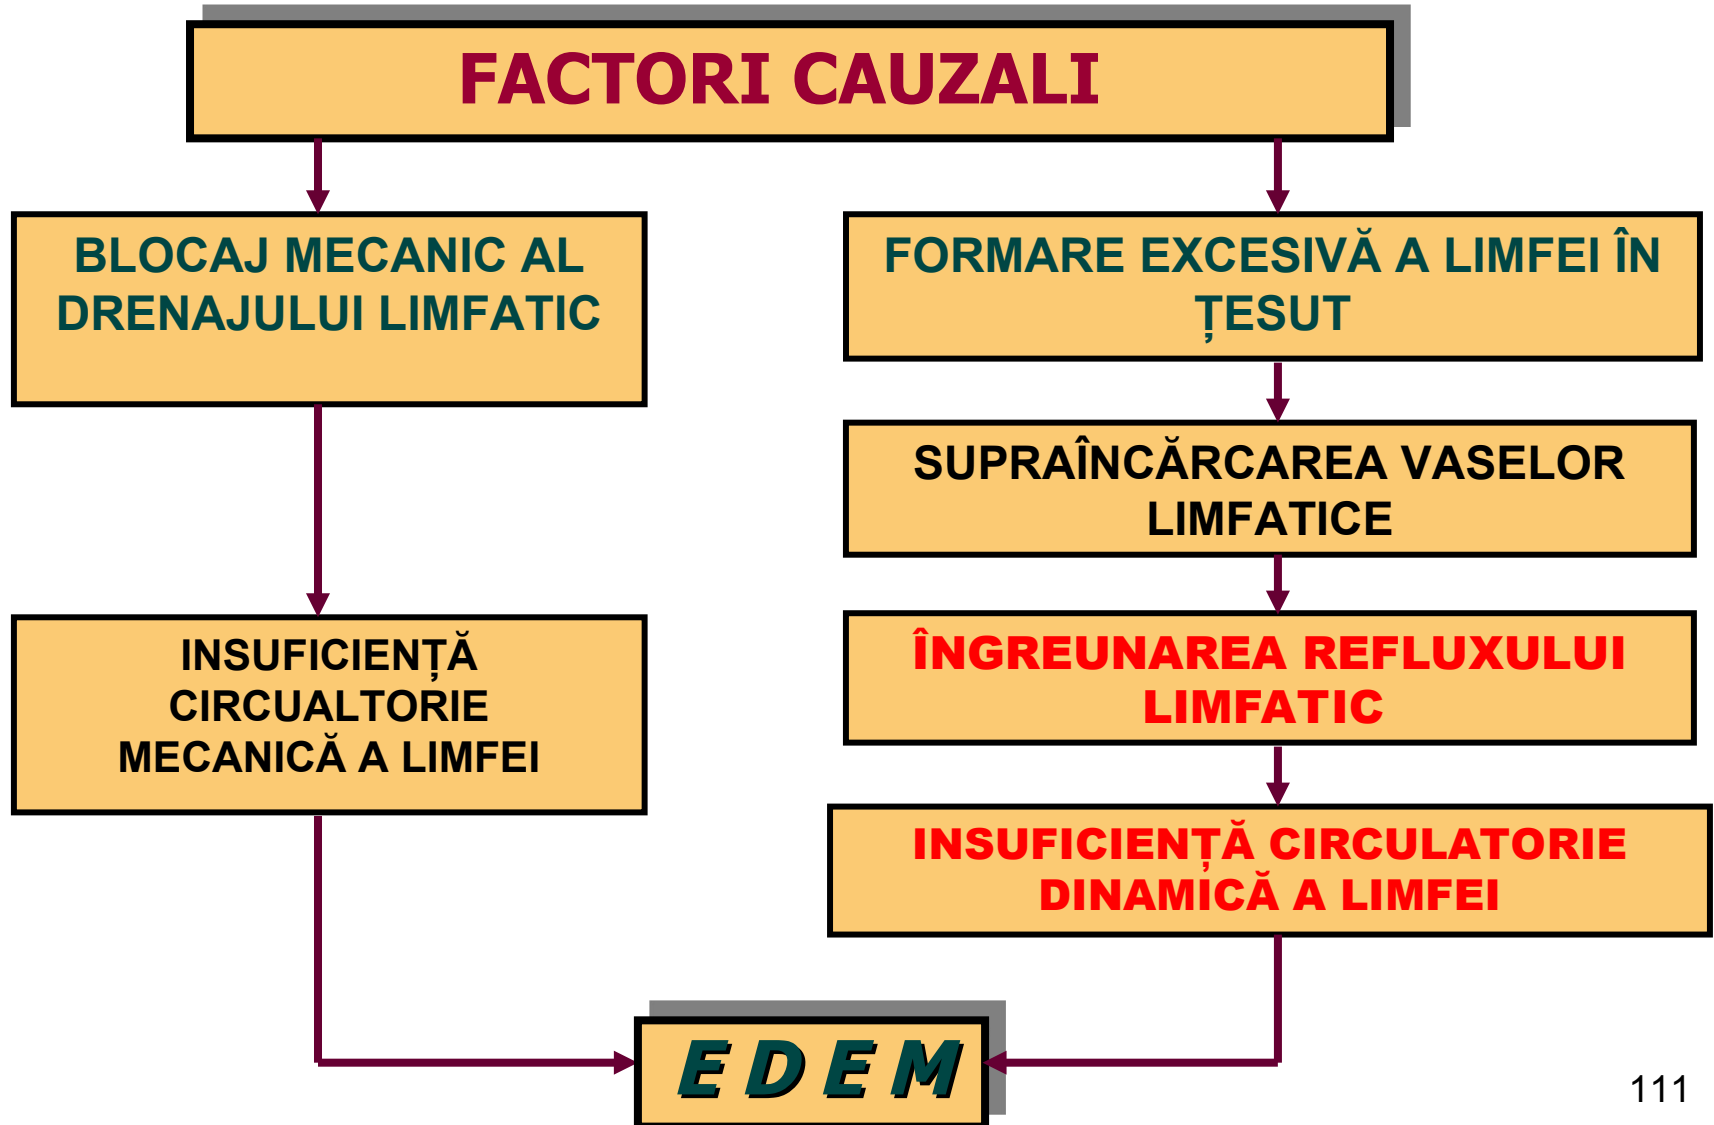 FACTORI CAUZALI
BLOCAJ MECANIC AL
DRENAJULUI LIMFATIC
FORMARE EXCESIVĂ A LIMFEI ÎN
ȚESUT
SUPRAÎNCĂRCAREA VASELOR
LIMFATICE
INSUFICIENȚĂ
CIRCUALTORIE
MECANICĂ A LIMFEI
ÎNGREUNAREA REFLUXULUI
LIMFATIC
INSUFICIENȚĂ CIRCULATORIE
DINAMICĂ A LIMFEI
E D E M
111